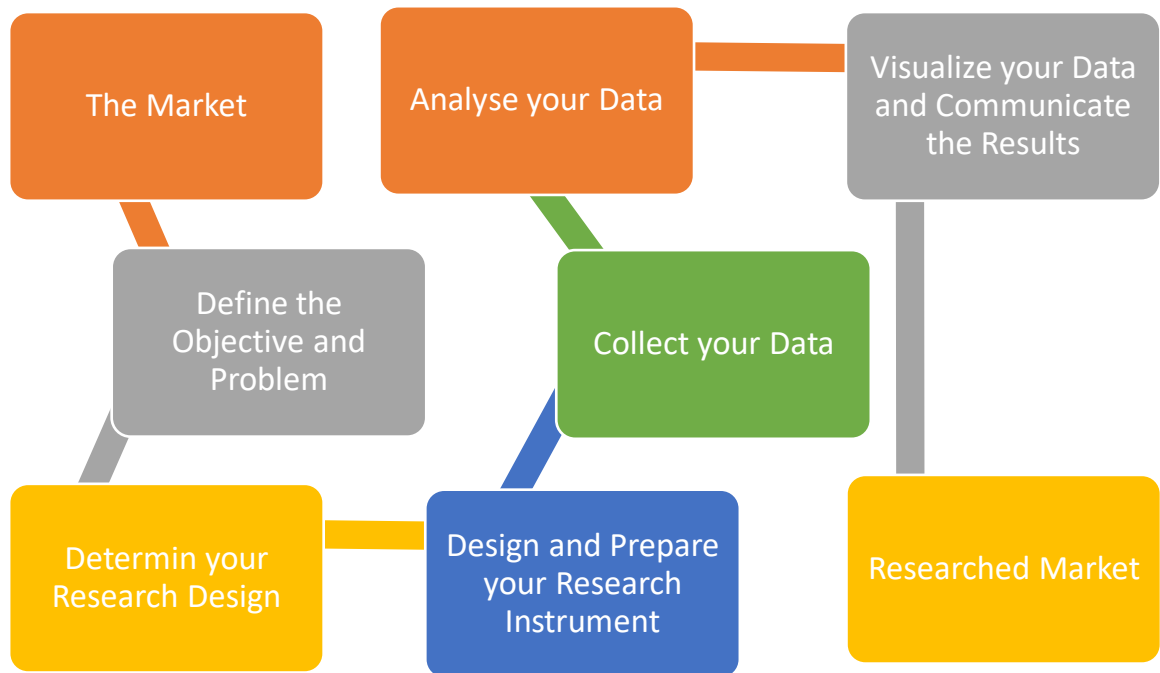 The Market
Define the
Objective and
Problem
Determin your
Research Design
Design and Prepare
your Research
Instrument
Collect your Data
Analyse your Data
Visualize your Data
and Communicate
the Results
Researched Market